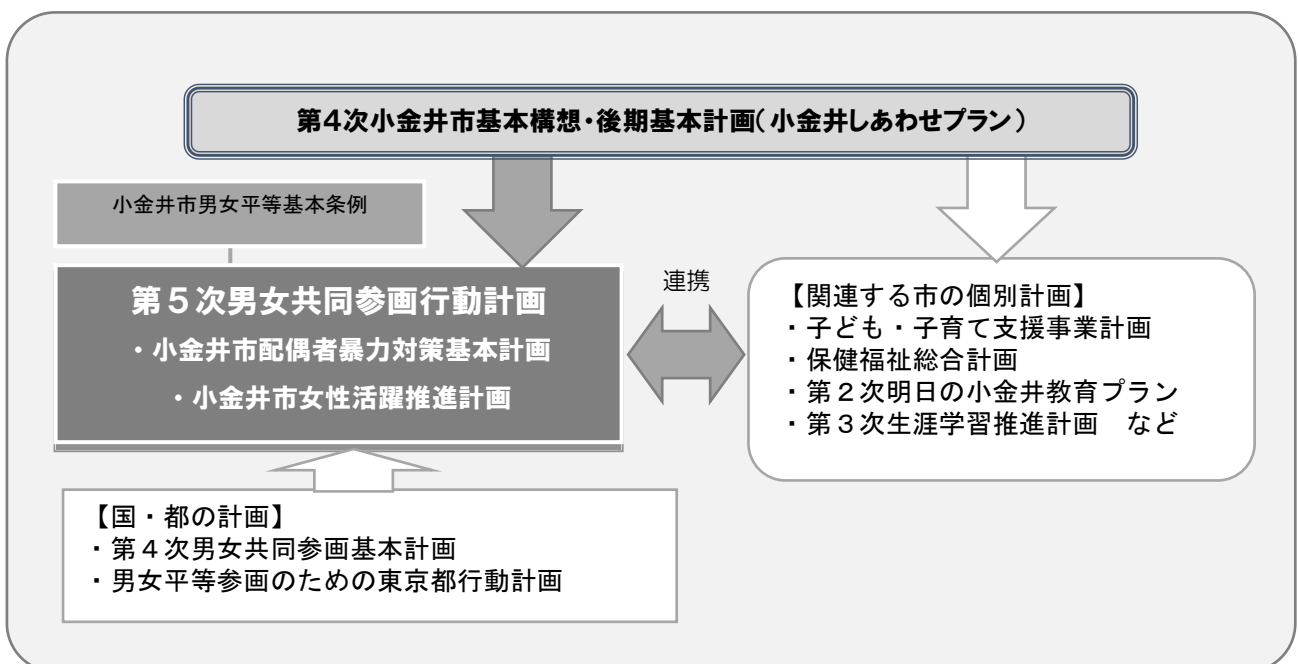 第4次小金井市基本構想・後期基本計画（小金井しあわせプラン）
小金井市男女平等基本条例
第５次男女共同参画行動計画
・小金井市配偶者暴力対策基本計画
・小金井市女性活躍推進計画
連携
【関連する市の個別計画】
・子ども・子育て支援事業計画
・保健福祉総合計画
・第２次明日の小金井教育プラン
・第３次生涯学習推進計画　など
【国・都の計画】
・第４次男女共同参画基本計画
・男女平等参画のための東京都行動計画